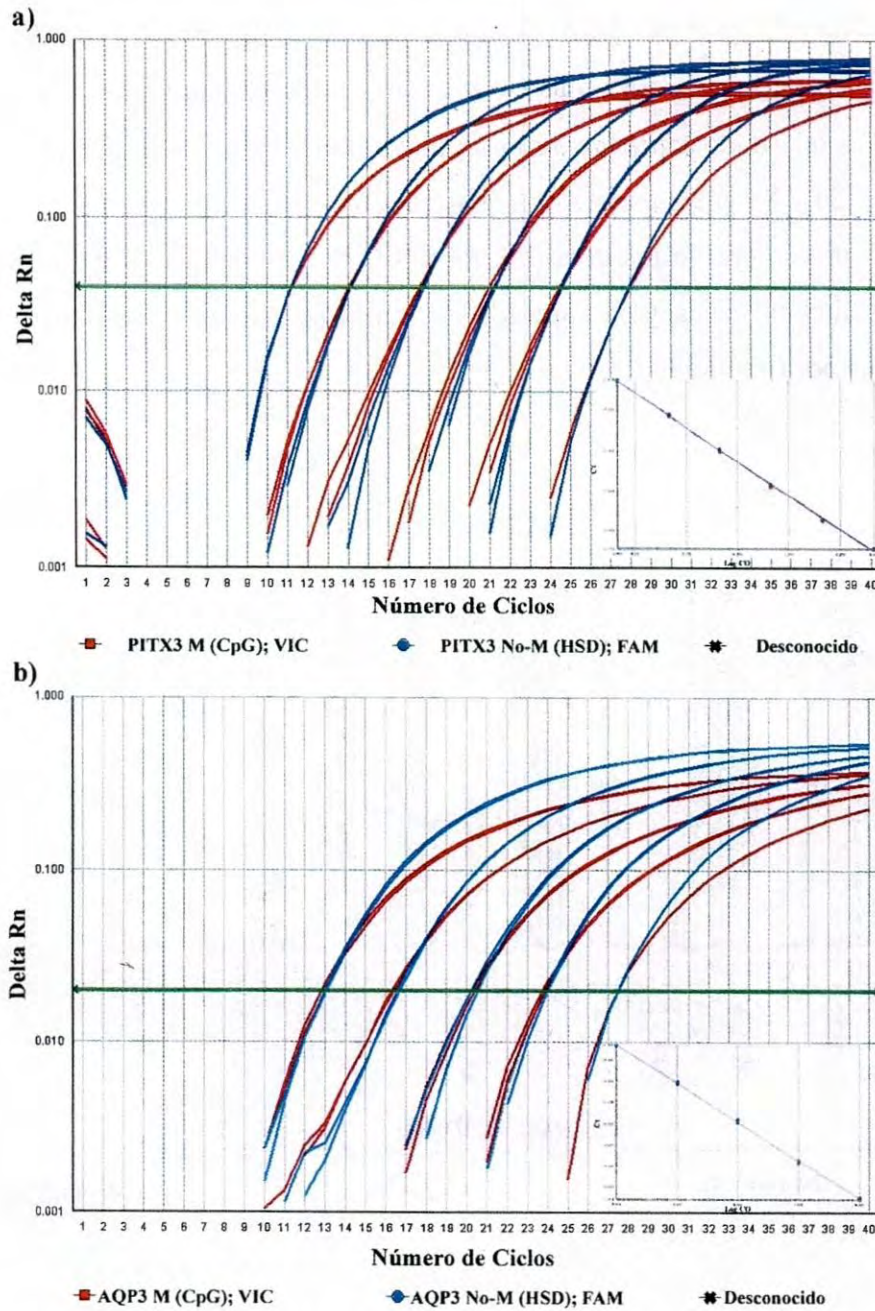 a)
1.000
0.100
0.010
0.001
Delta Rn
1 2 3 4 5 6 7 8 9 10 11 12 13 14 15 16 17 18 19 20 21 22 23 24 25 26 27 28 29 30 31 32 33 34 35 36 37 38 39 40
Número de Ciclos
PITX3 M (CpG); VIC PITX3 No-M (HSD); FAM Desconocido
b)
1.000
0.100
0.010
0.001
Delta Rn
1 2 3 4 5 6 7 8 9 10 11 12 13 14 15 16 17 18 19 20 21 22 23 24 25 26 27 28 29 30 31 32 33 34 35 36 37 38 39 40
Número de Ciclos
AQP3 M (CpG); VIC AQP3 No-M (HSD); FAM Desconocido